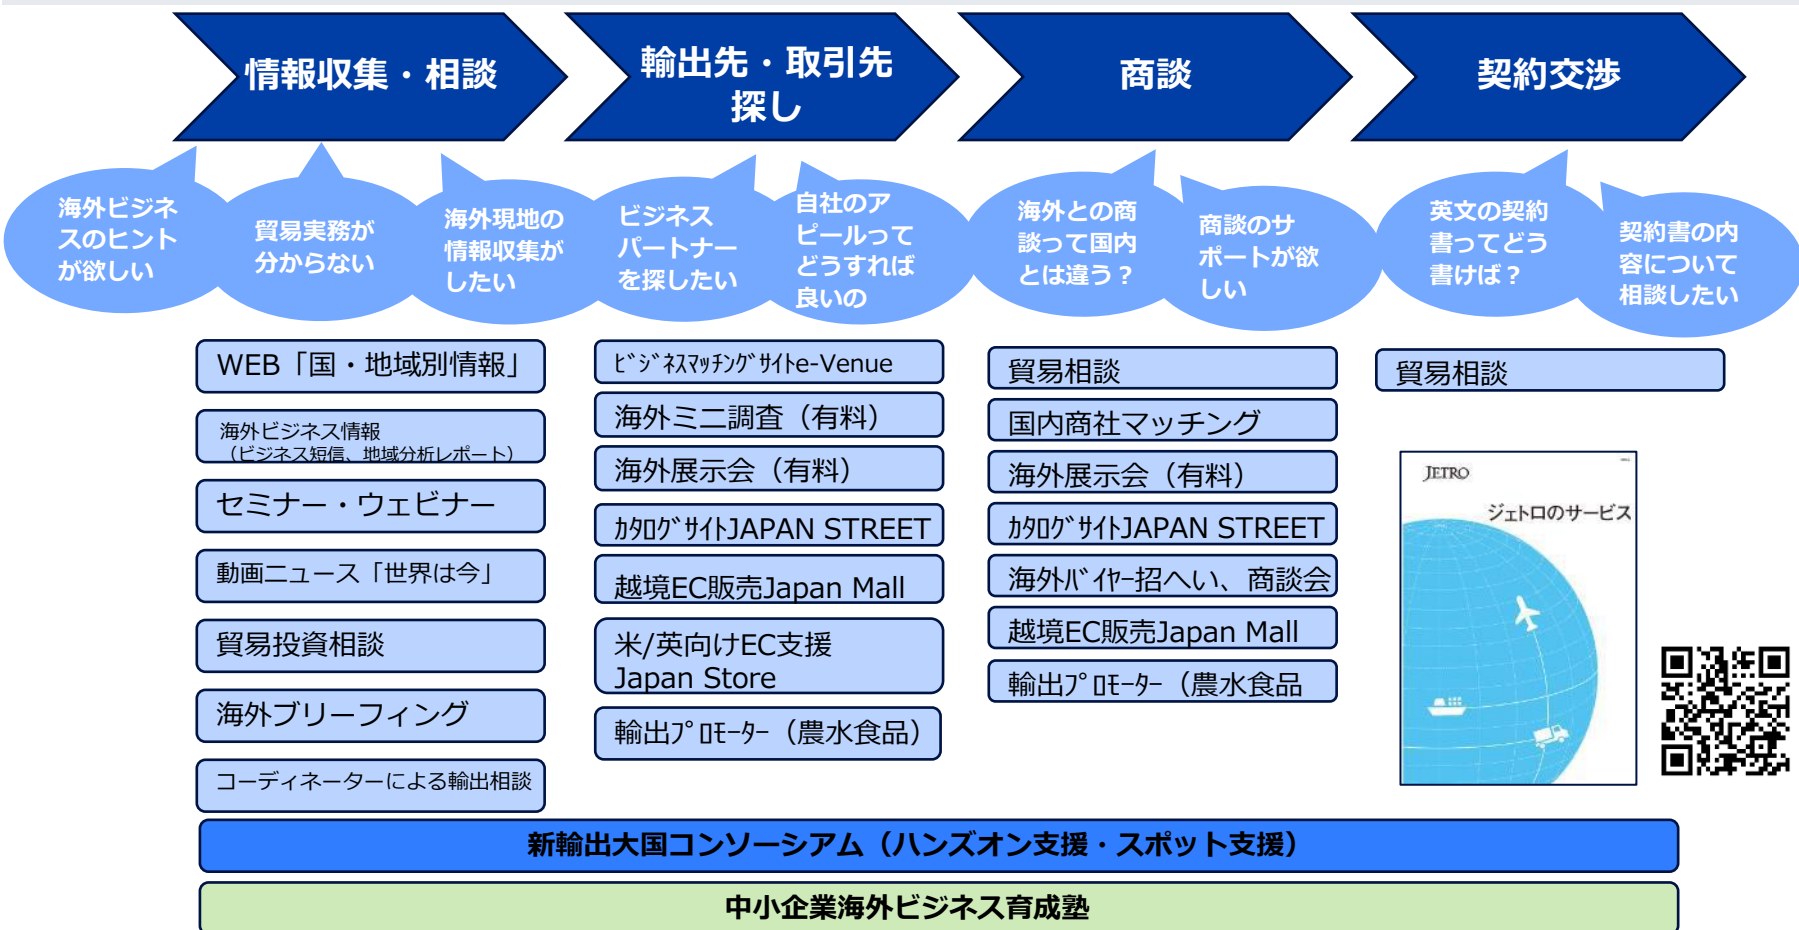 情報収集・相談
輸出先・取引先
探し
商談
契約交渉
海外ビジネ
スのヒント
が欲しい
貿易実務が
分からない
海外現地の
情報収集が
したい
ビジネス
パートナー
を探したい
自社のア
ピールって
どうすれば
良いの
海外との商
談って国内
とは違う？
商談のサ
ポートが欲
しい
英文の契約
書ってどう
書けば？
契約書の内
容について
相談したい
WEB「国・地域別情報」
海外ビジネス情報
（ビジネス短信、地域分析レポート）
セミナー・ウェビナー
動画ニュース「世界は今」
貿易投資相談
海外ブリーフィング
コーディネーターによる輸出相談
ﾋﾞｼﾞﾈｽﾏｯﾁﾝｸﾞｻｲﾄe-Venue
海外ミニ調査（有料）
海外展示会（有料）
ｶﾀﾛｸﾞｻｲﾄJAPAN STREET
越境EC販売Japan Mall
米/英向けEC支援
Japan Store
輸出ﾌﾟﾛﾓｰﾀｰ（農水食品）
貿易相談
国内商社マッチング
海外展示会（有料）
ｶﾀﾛｸﾞｻｲﾄJAPAN STREET
海外ﾊﾞｲﾔｰ招へい、商談会
越境EC販売Japan Mall
輸出ﾌﾟﾛﾓｰﾀｰ（農水食品
貿易相談
JETRO
ジェトロのサービス
新輸出大国コンソーシアム（ハンズオン支援・スポット支援）
中小企業海外ビジネス育成塾